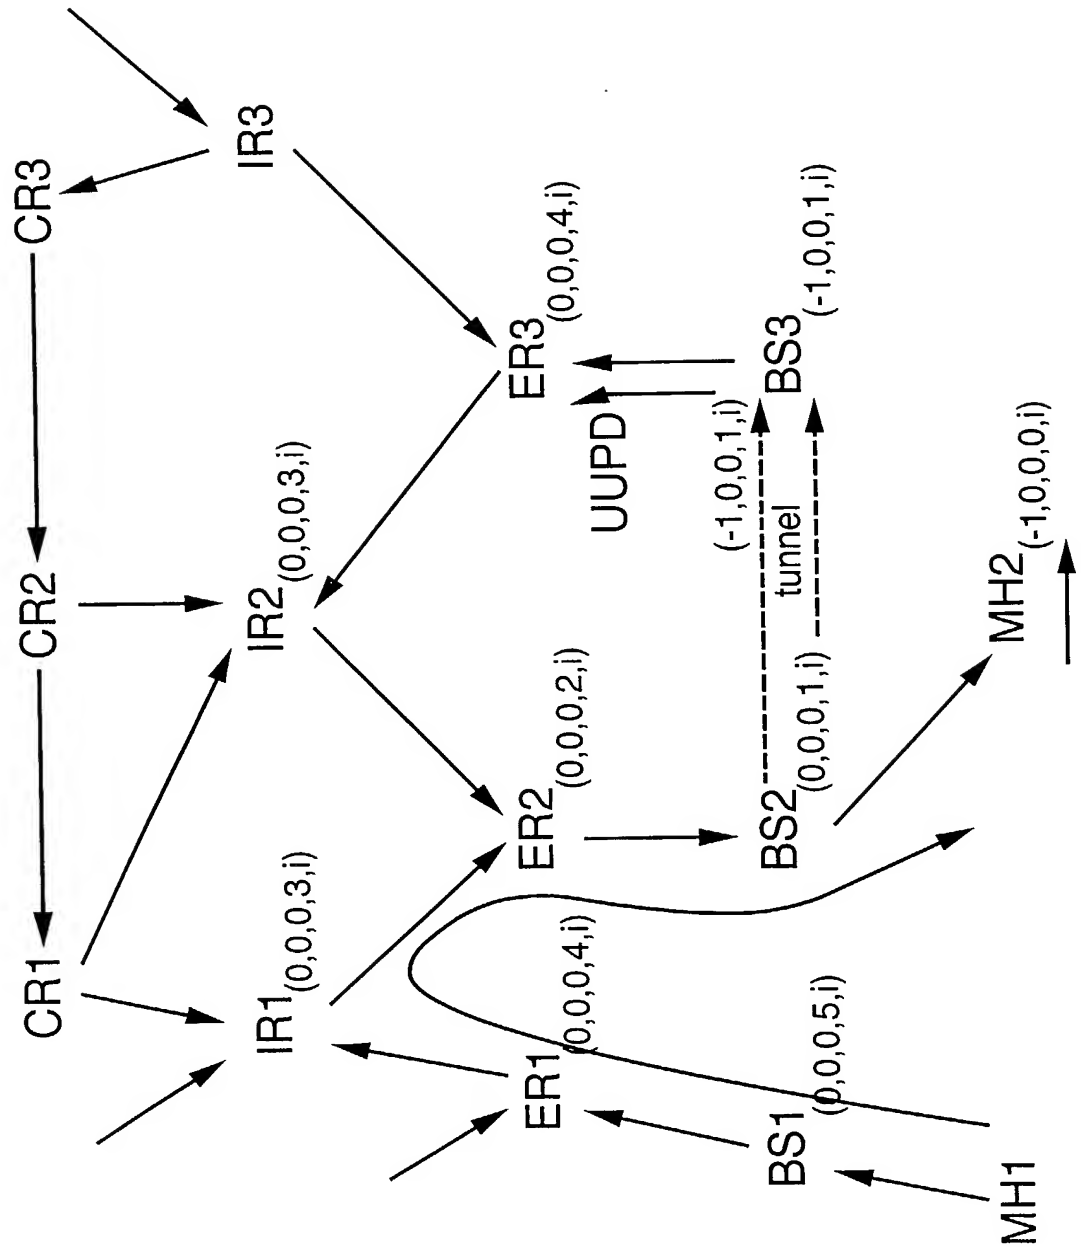 CR1
CR2
CR3
IR1(0,0,0,3,i)
IR2(0,0,0,3,i)
IR3
ER1(0,0,0,4,i)
ER2(0,0,0,2,i)
ER3(0,0,0,4,i)
UUPD
(-1,0,0,1,i)
tunnel
BS1(0,0,0,5,i)
BS2(0,0,0,1,i)
BS3(-1,0,0,1,i)
MH1
MH2(-1,0,0,0,i)